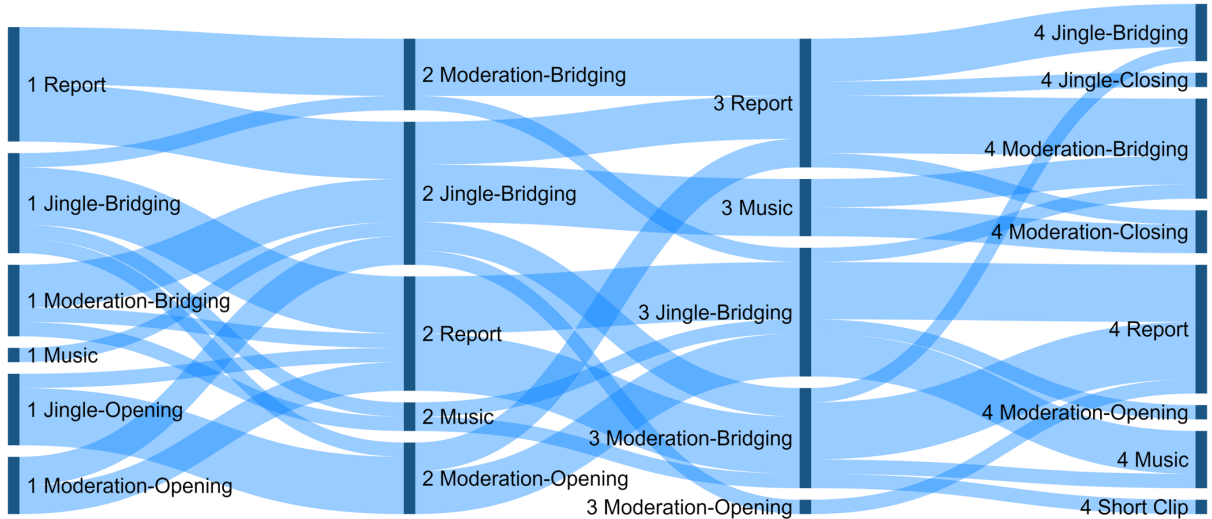 1 Report
1 Jingle-Bridging
1 Moderation-Bridging
1 Music
1 Jingle-Opening
1 Moderation-Opening
2 Moderation-Bridging
2 Jingle-Bridging
2 Report
2 Music
2 Moderation-Opening
3 Report
3 Music
3 Jingle-Bridging
3 Moderation-Bridging
3 Moderation-Opening
4 Jingle-Bridging
4 Jingle-Closing
4 Moderation-Bridging
4 Moderation-Closing
4 Report
4 Moderation-Opening
4 Music
4 Short Clip